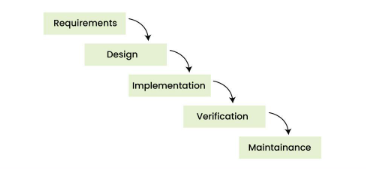 Requirements
Design
Implementation
Verification
Maintainance